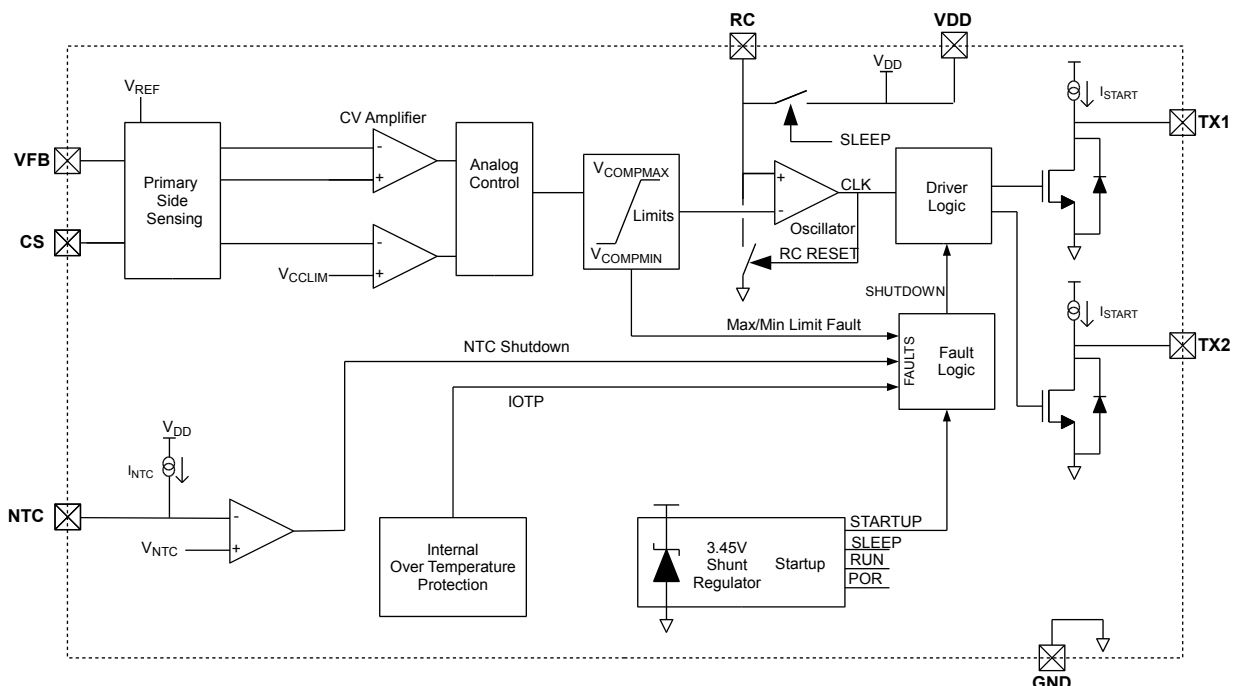 RC
VDD
VREF
VDD
ISTART
CV Amplifier
TX1
VFB
-
+
SLEEP
Primary
Side
Sensing
Analog
Control
VCOMPMAX
Limits
VCOMPMIN
+
-
CLK
Oscillator
Driver
Logic
CS
-
+
VCCLIM
RC RESET
SHUTDOWN
ISTART
Max/Min Limit Fault
TX2
NTC Shutdown
FAULTS
Fault
Logic
IOTP
VDD
INTC
NTC
-
+
VNTC
Internal
Over Temperature
Protection
3.45V
Shunt
Regulator
Startup
STARTUP
SLEEP
RUN
POR
GND